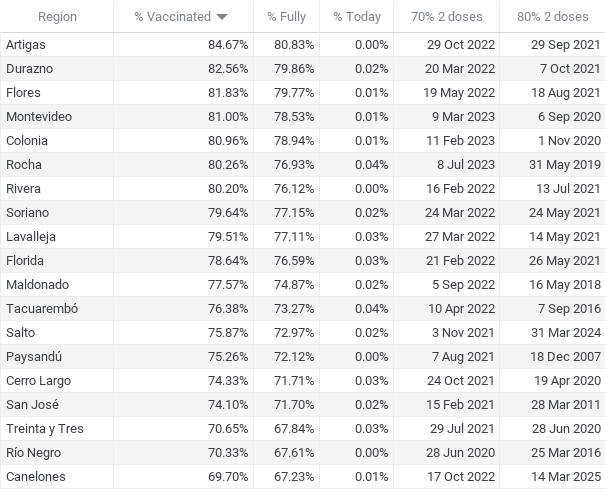 Region % Vaccinated % Fully % Today 70% 2 doses 80% 2 doses
Artigas 84.67% 80.83% 0.00% 29 Oct 2022 29 Sep 2021
Durazno 82.56% 79.86% 0.02% 20 Mar 2022 7 Oct 2021
Flores 81.83% 79.77% 0.01% 19 May 2022 18 Aug 2021
Montevideo 81.00% 78.53% 0.01% 9 Mar 2023 6 Sep 2020
Colonia 80.96% 78.94% 0.01% 11 Feb 2023 1 Nov 2020
Rocha 80.26% 76.93% 0.04% 8 Jul 2023 31 May 2019
Rivera 80.20% 76.12% 0.00% 16 Feb 2022 13 Jul 2021
Soriano 79.64% 77.15% 0.02% 24 Mar 2022 24 May 2021
Lavalleja 79.51% 77.11% 0.03% 27 Mar 2022 14 May 2021
Florida 78.64% 76.59% 0.03% 21 Feb 2022 26 May 2021
Maldonado 77.57% 74.87% 0.02% 5 Sep 2022 16 May 2018
Tacuarembó 76.38% 73.27% 0.04% 10 Apr 2022 7 Sep 2016
Salto 75.87% 72.97% 0.02% 3 Nov 2021 31 Mar 2024
Paysandú 75.26% 72.12% 0.00% 7 Aug 2021 18 Dec 2007
Cerro Largo 74.33% 71.71% 0.03% 24 Oct 2021 19 Apr 2020
San José 74.10% 71.70% 0.02% 15 Feb 2021 28 Mar 2011
Treinta y Tres 70.65% 67.84% 0.03% 29 Jul 2021 28 Jun 2020
Río Negro 70.33% 67.61% 0.00% 28 Jun 2020 25 Mar 2016
Canelones 69.70% 67.23% 0.01% 17 Oct 2022 14 Mar 2025